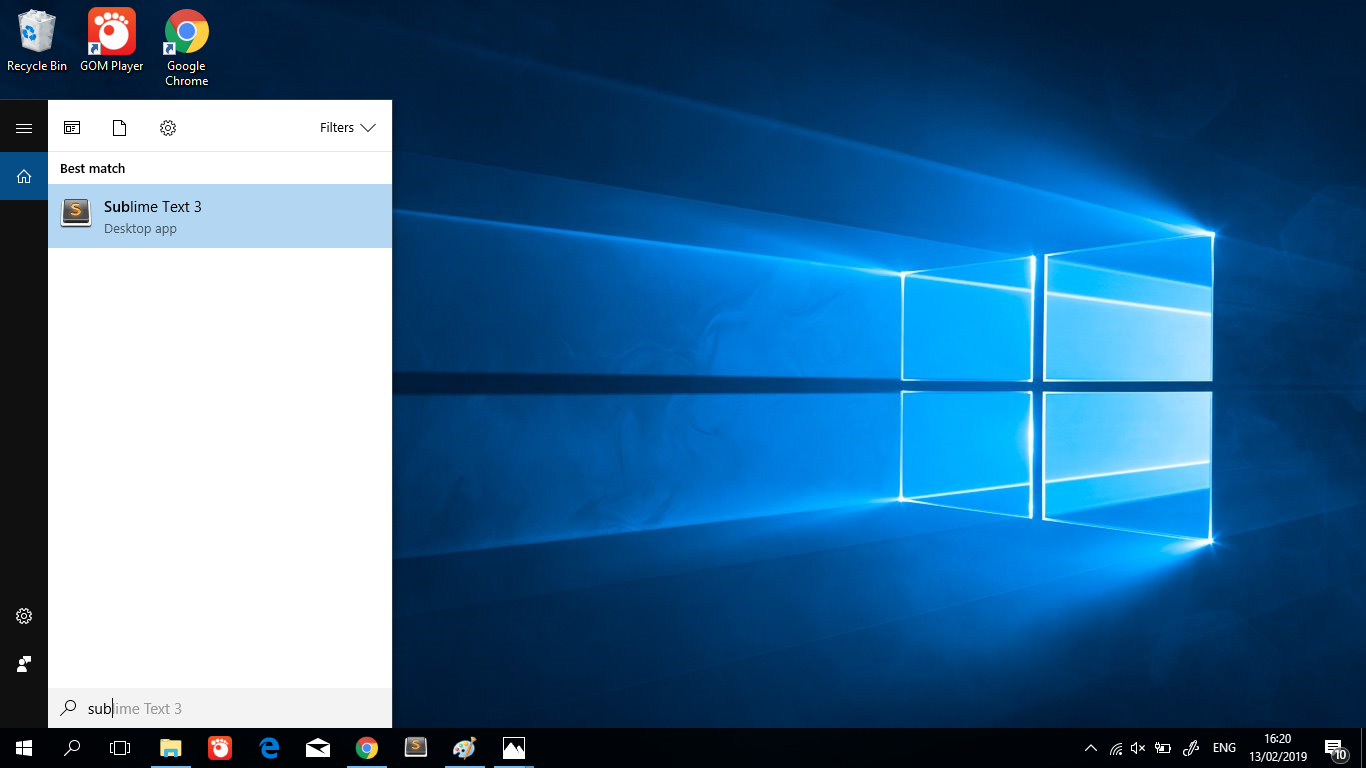 Recycle Bin
GOM Player
Google
Chrome
Filters
Best match
Sublime Text 3
Desktop app
sublime Text 3
ENG
16:20
13/02/2019
10